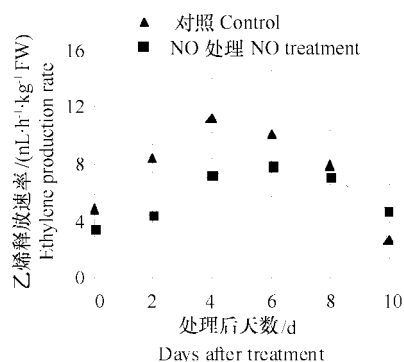 对照 Control
NO 处理 NO treatment
乙烯释放速率/(nL·h⁻¹·kg⁻¹FW)
Ethylene production rate
16
12
8
4
0
0 2 4 6 8 10
处理后天数/d
Days after treatment